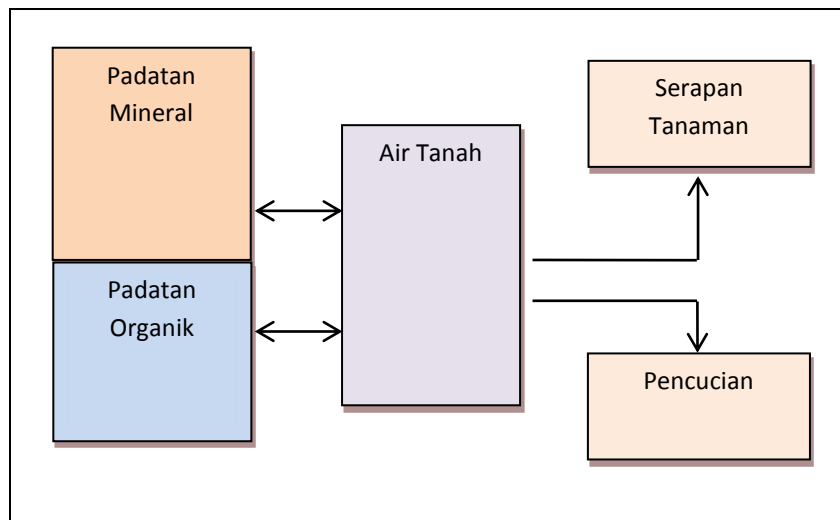 Padatan
Mineral
Padatan
Organik
Air Tanah
Serapan
Tanaman
Pencucian